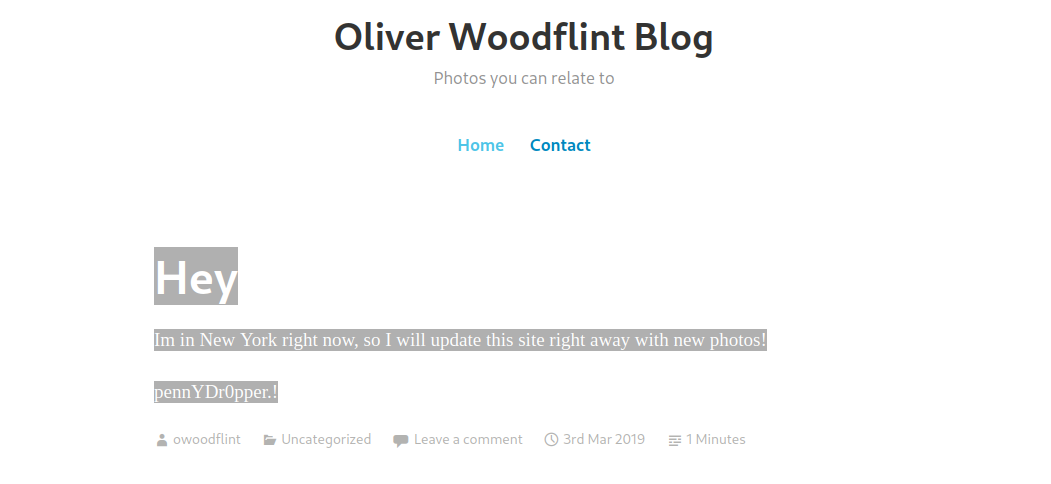 Oliver Woodflint Blog
Photos you can relate to
Home Contact
Hey
Im in New York right now, so I will update this site right away with new photos!
pennYDr0pper.!
owoodflint Uncategorized Leave a comment 3rd Mar 2019 1 Minutes